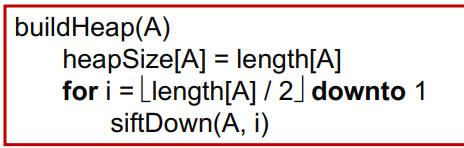 buildHeap(A)
heapSize[A] = length[A]
for i = ⌊length[A] / 2⌋ downto 1
siftDown(A, i)